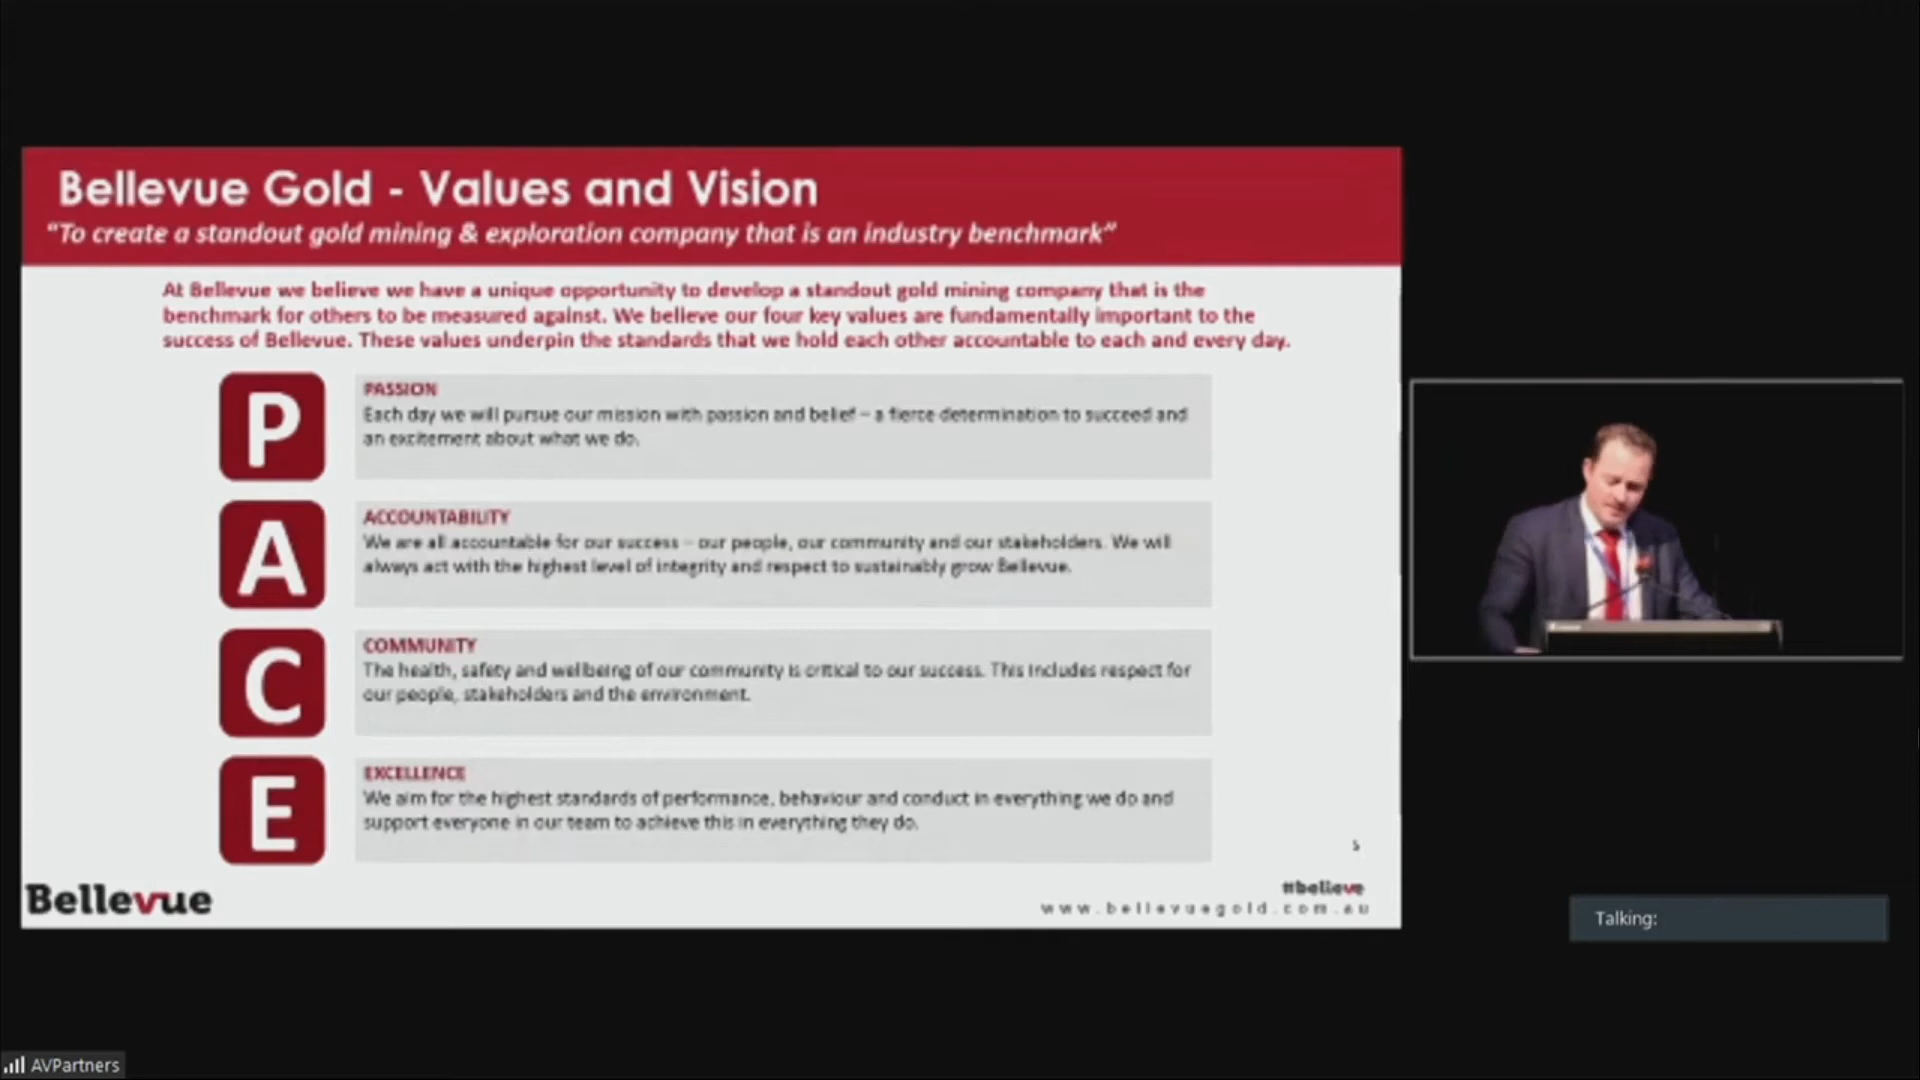 Bellevue Gold - Values and Vision
“To create a standout gold mining & exploration company that is an industry benchmark”
At Bellevue we believe we have a unique opportunity to develop a standout gold mining company that is the
benchmark for others to be measured against. We believe our four key values are fundamentally important to the
success of Bellevue. These values underpin the standards that we hold each other accountable to each and every day.
P
PASSION
Each day we will pursue our mission with passion and belief – a fierce determination to succeed and
an excitement about what we do.
A
ACCOUNTABILITY
We are all accountable for our success – our people, our community and our stakeholders. We will
always act with the highest level of integrity and respect to sustainably grow Bellevue.
C
COMMUNITY
The health, safety and wellbeing of our community is critical to our success. This includes respect for
our people, stakeholders and the environment.
E
EXCELLENCE
We aim for the highest standards of performance, behaviour and conduct in everything we do and
support everyone in our team to achieve this in everything they do.
Bellevue
#believe
www.bellevuegold.com.au
Talking:
AVPartners